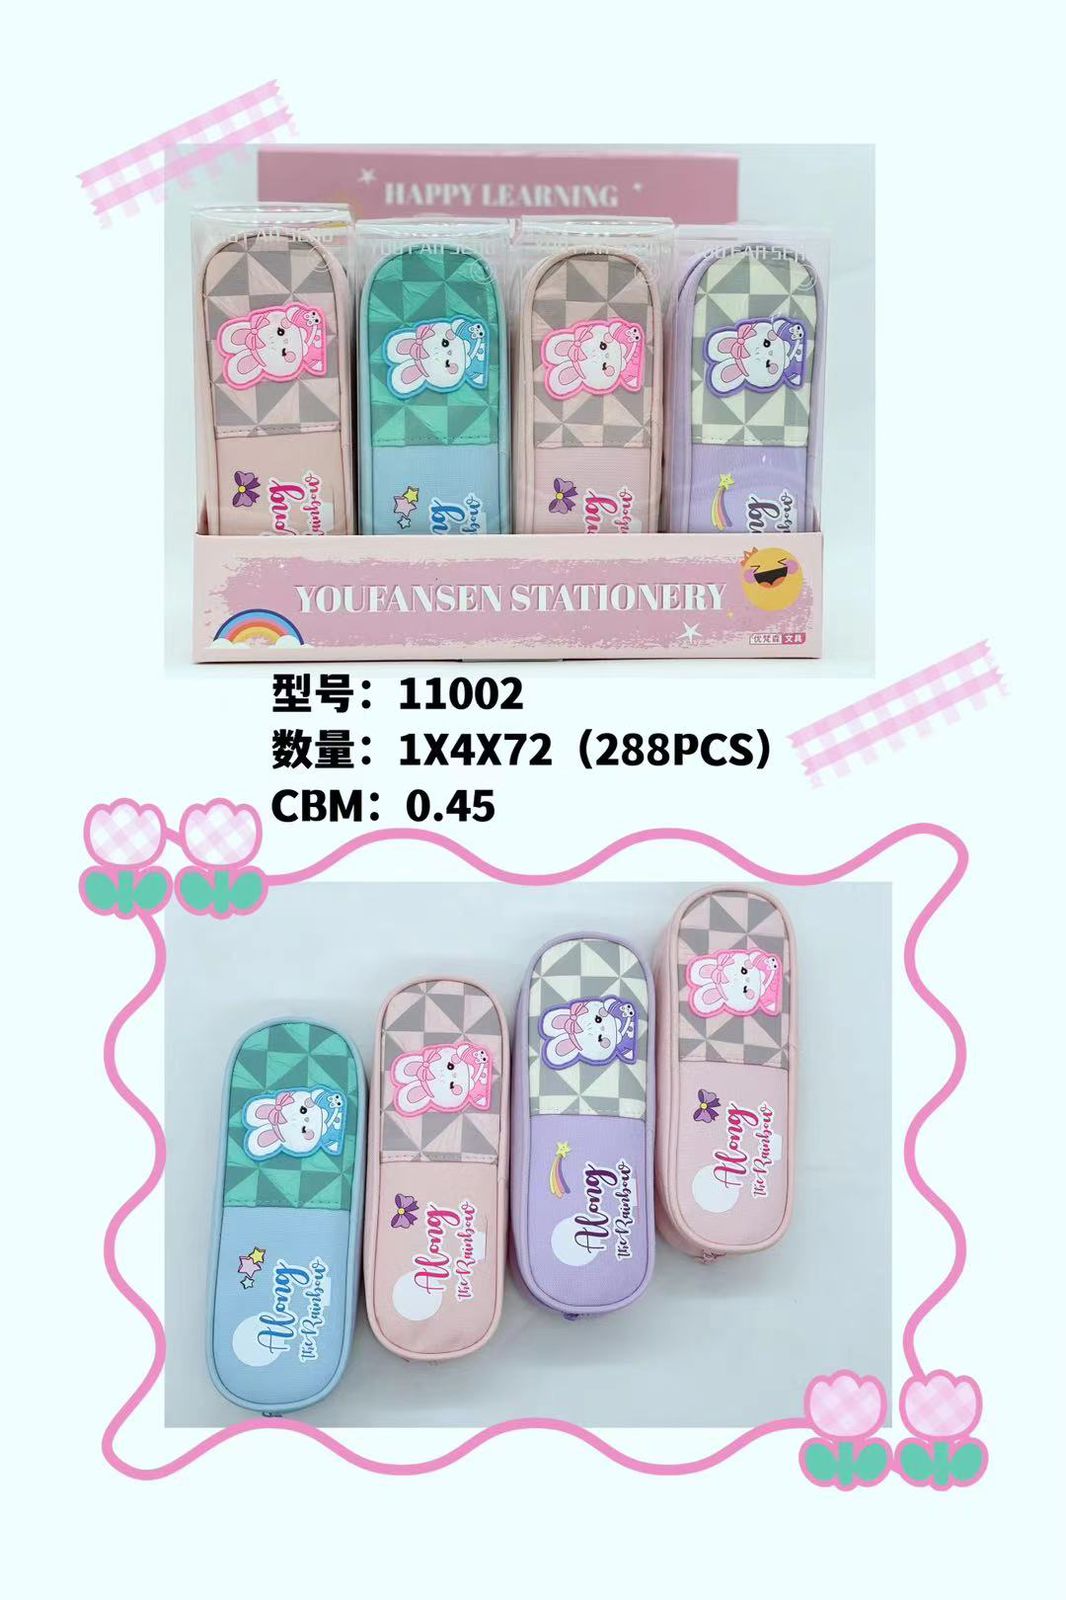 HAPPY LEARNING
YOUFANSEN STATIONERY
优梵森 文具
型号：11002
数量：1X4X72（288PCS）
CBM：0.45
Along
the Rainbow
Along
the Rainbow
Along
the Rainbow
Along
the Rainbow